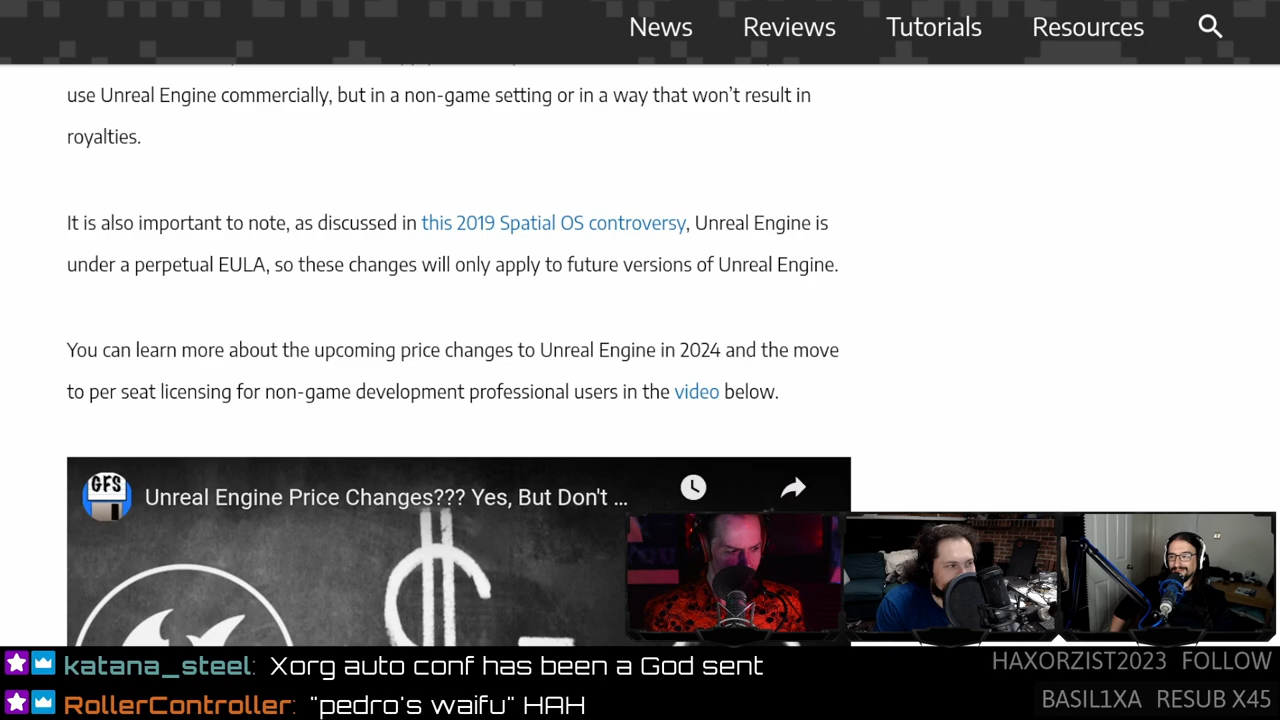 News Reviews Tutorials Resources
use Unreal Engine commercially, but in a non-game setting or in a way that won't result in
royalties.
It is also important to note, as discussed in this 2019 Spatial OS controversy, Unreal Engine is
under a perpetual EULA, so these changes will only apply to future versions of Unreal Engine.
You can learn more about the upcoming price changes to Unreal Engine in 2024 and the move
to per seat licensing for non-game development professional users in the video below.
GFS
Unreal Engine Price Changes??? Yes, But Don't ...
katana_steel: Xorg auto conf has been a God sent
RollerController: "pedro's waifu" HAH
HAXORZIST2023 FOLLOW
BASIL1XA RESUB X45